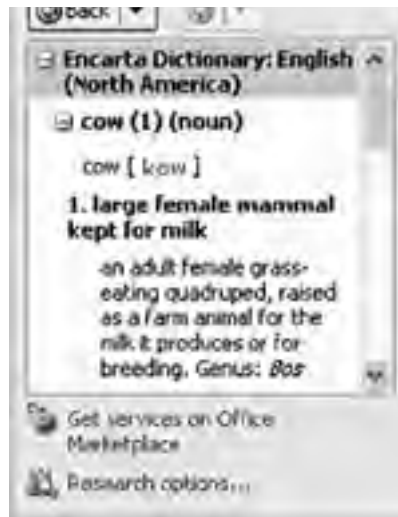 Back
Encarta Dictionary: English
(North America)
cow (1) (noun)
cow [ kow ]
1. large female mammal
kept for milk
an adult female grass-
eating quadruped, raised
as a farm animal for the
milk it produces or for
breeding. Genus: Bos
Get services on Office
Marketplace
Research options...